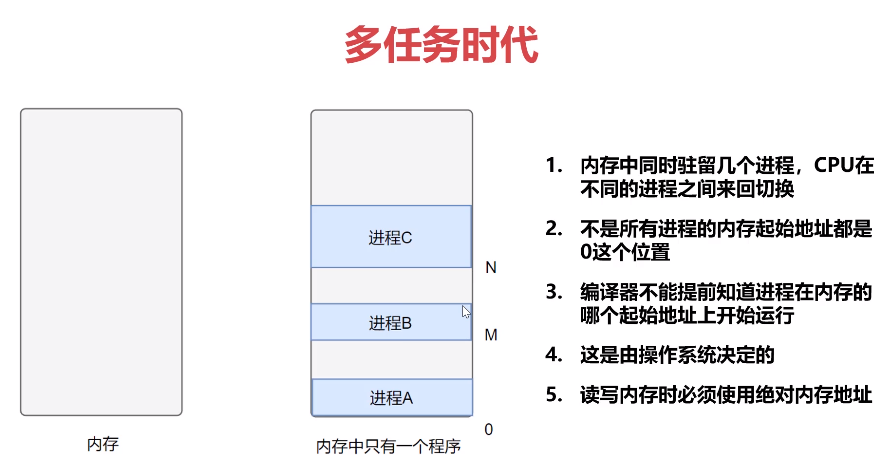 多任务时代
进程C
N
进程B
M
进程A
0
内存
内存中只有一个程序
1. 内存中同时驻留几个进程，CPU在
不同的进程之间来回切换
2. 不是所有进程的内存起始地址都是
0这个位置
3. 编译器不能提前知道进程在内存的
哪个起始地址上开始运行
4. 这是由操作系统决定的
5. 读写内存时必须使用绝对内存地址